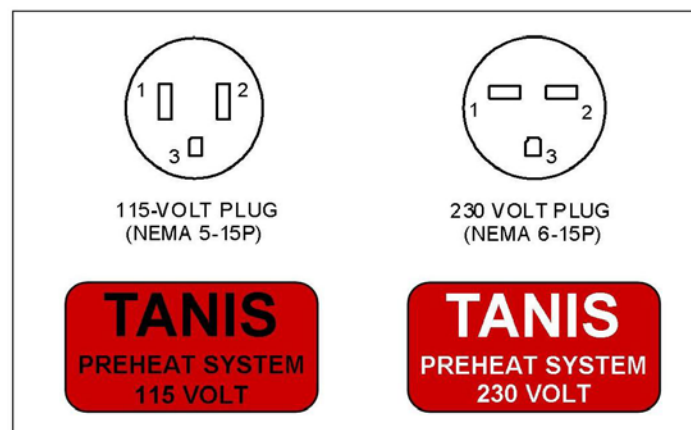 1
2
3
115-VOLT PLUG
(NEMA 5-15P)
TANIS
PREHEAT SYSTEM
115 VOLT
1
2
3
230 VOLT PLUG
(NEMA 6-15P)
TANIS
PREHEAT SYSTEM
230 VOLT